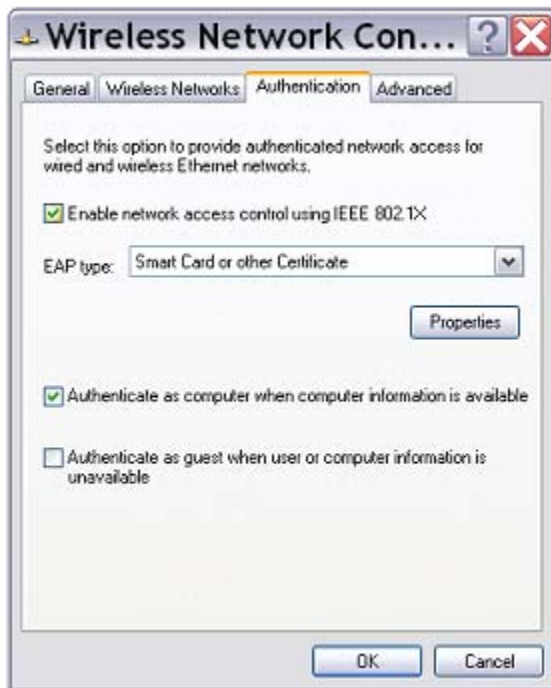 Wireless Network Con...
General
Wireless Networks
Authentication
Advanced
Select this option to provide authenticated network access for
wired and wireless Ethernet networks.
Enable network access control using IEEE 802.1X
EAP type:
Smart Card or other Certificate
Properties
Authenticate as computer when computer information is available
Authenticate as guest when user or computer information is
unavailable
OK
Cancel